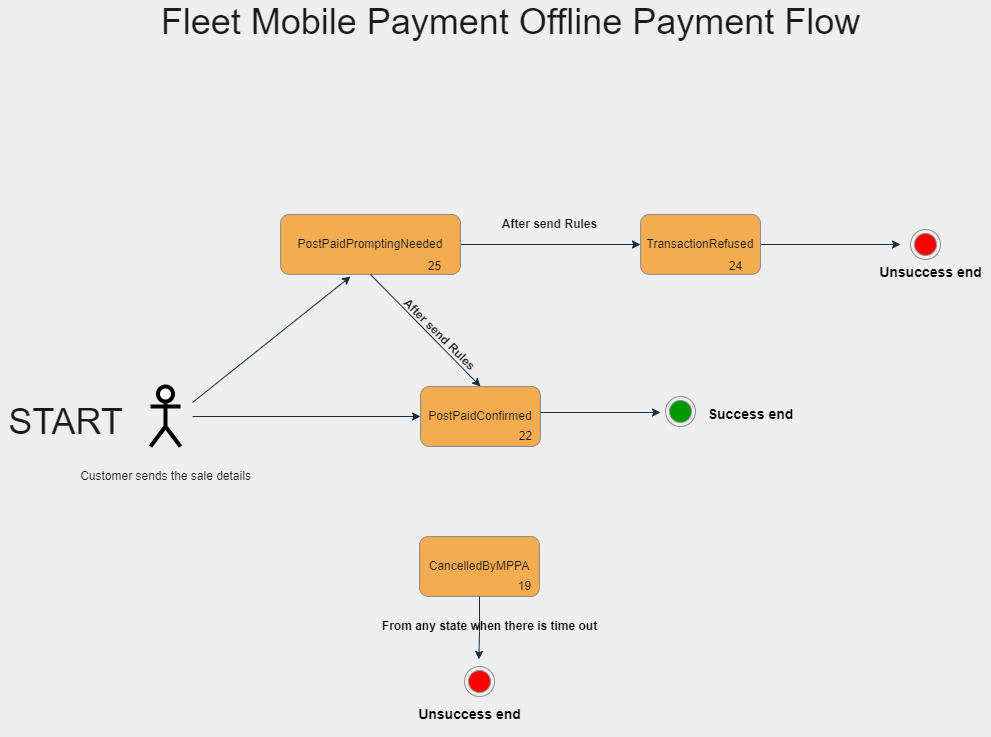 Fleet Mobile Payment Offline Payment Flow
After send Rules
PostPaidPromptingNeeded
25
TransactionRefused
24
Unsuccess end
After send Rules
START
PostPaidConfirmed
22
Success end
Customer sends the sale details
CancelledByMPPA
19
From any state when there is time out
Unsuccess end